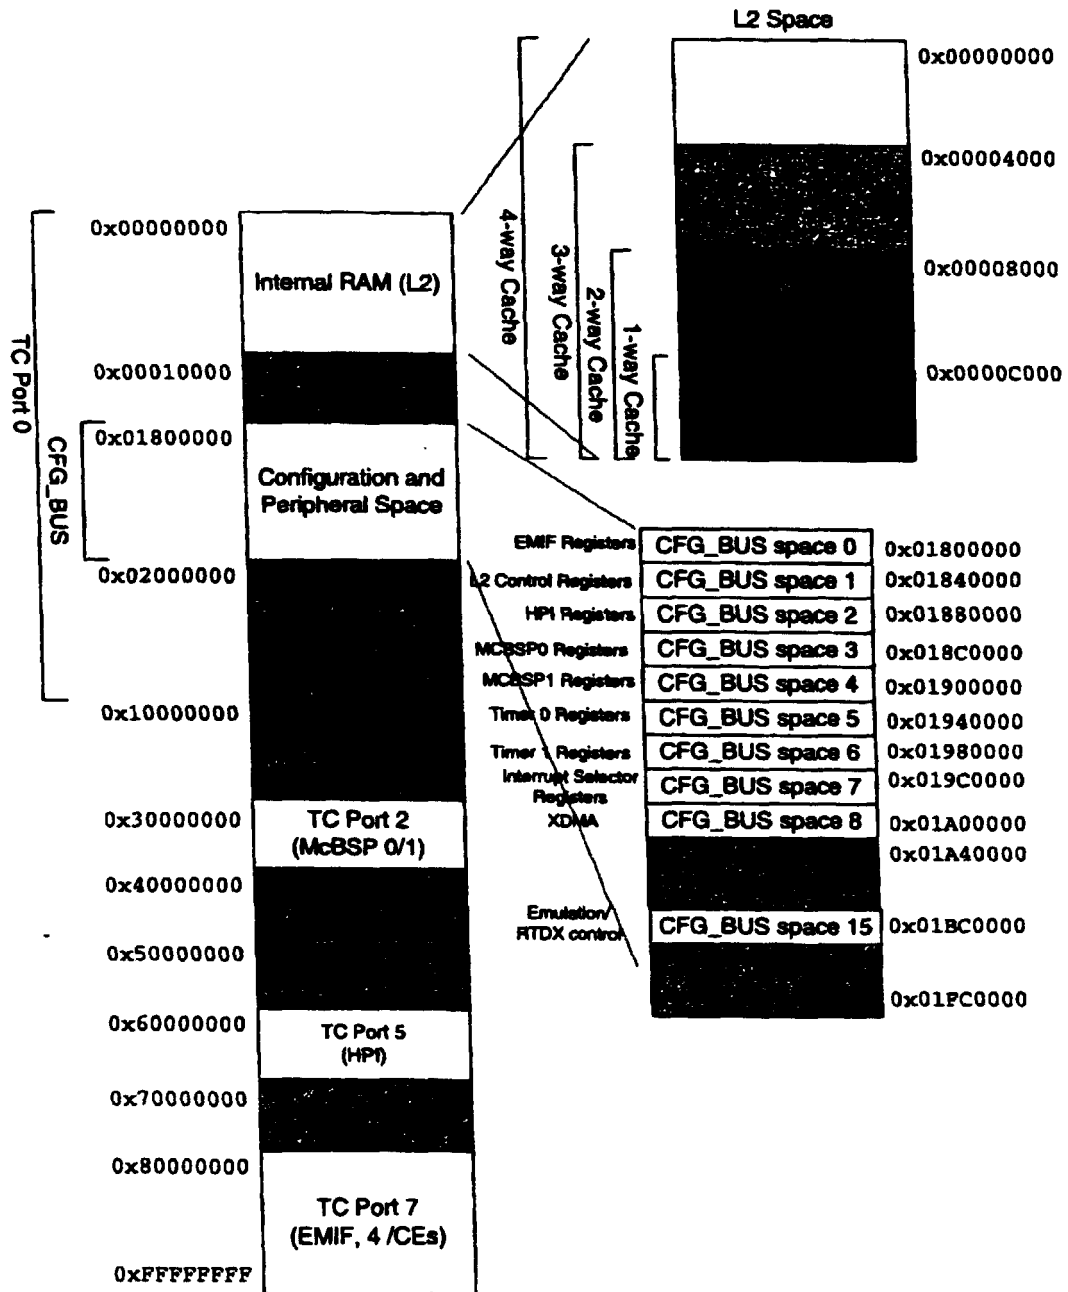 L2 Space
0x00000000
0x00004000
0x00008000
0x0000C000
4-way Cache
3-way Cache
2-way Cache
1-way Cache
TC Port 0
CFG_BUS
0x00000000
Internal RAM (L2)
0x00010000
0x01800000
Configuration and
Peripheral Space
0x02000000
0x10000000
0x30000000
TC Port 2
(McBSP 0/1)
0x40000000
0x50000000
0x60000000
TC Port 5
(HPI)
0x70000000
0x80000000
TC Port 7
(EMIF, 4 /CEs)
0xFFFFFFFF
EMIF Registers
CFG_BUS space 0
0x01800000
L2 Control Registers
CFG_BUS space 1
0x01840000
HPI Registers
CFG_BUS space 2
0x01880000
MCBSP0 Registers
CFG_BUS space 3
0x018C0000
MCBSP1 Registers
CFG_BUS space 4
0x01900000
Timer 0 Registers
CFG_BUS space 5
0x01940000
Timer 1 Registers
CFG_BUS space 6
0x01980000
Interrupt Selector
Registers
CFG_BUS space 7
0x019C0000
XDMA
CFG_BUS space 8
0x01A00000
0x01A40000
Emulation/
RTDX control
CFG_BUS space 15
0x01BC0000
0x01FC0000